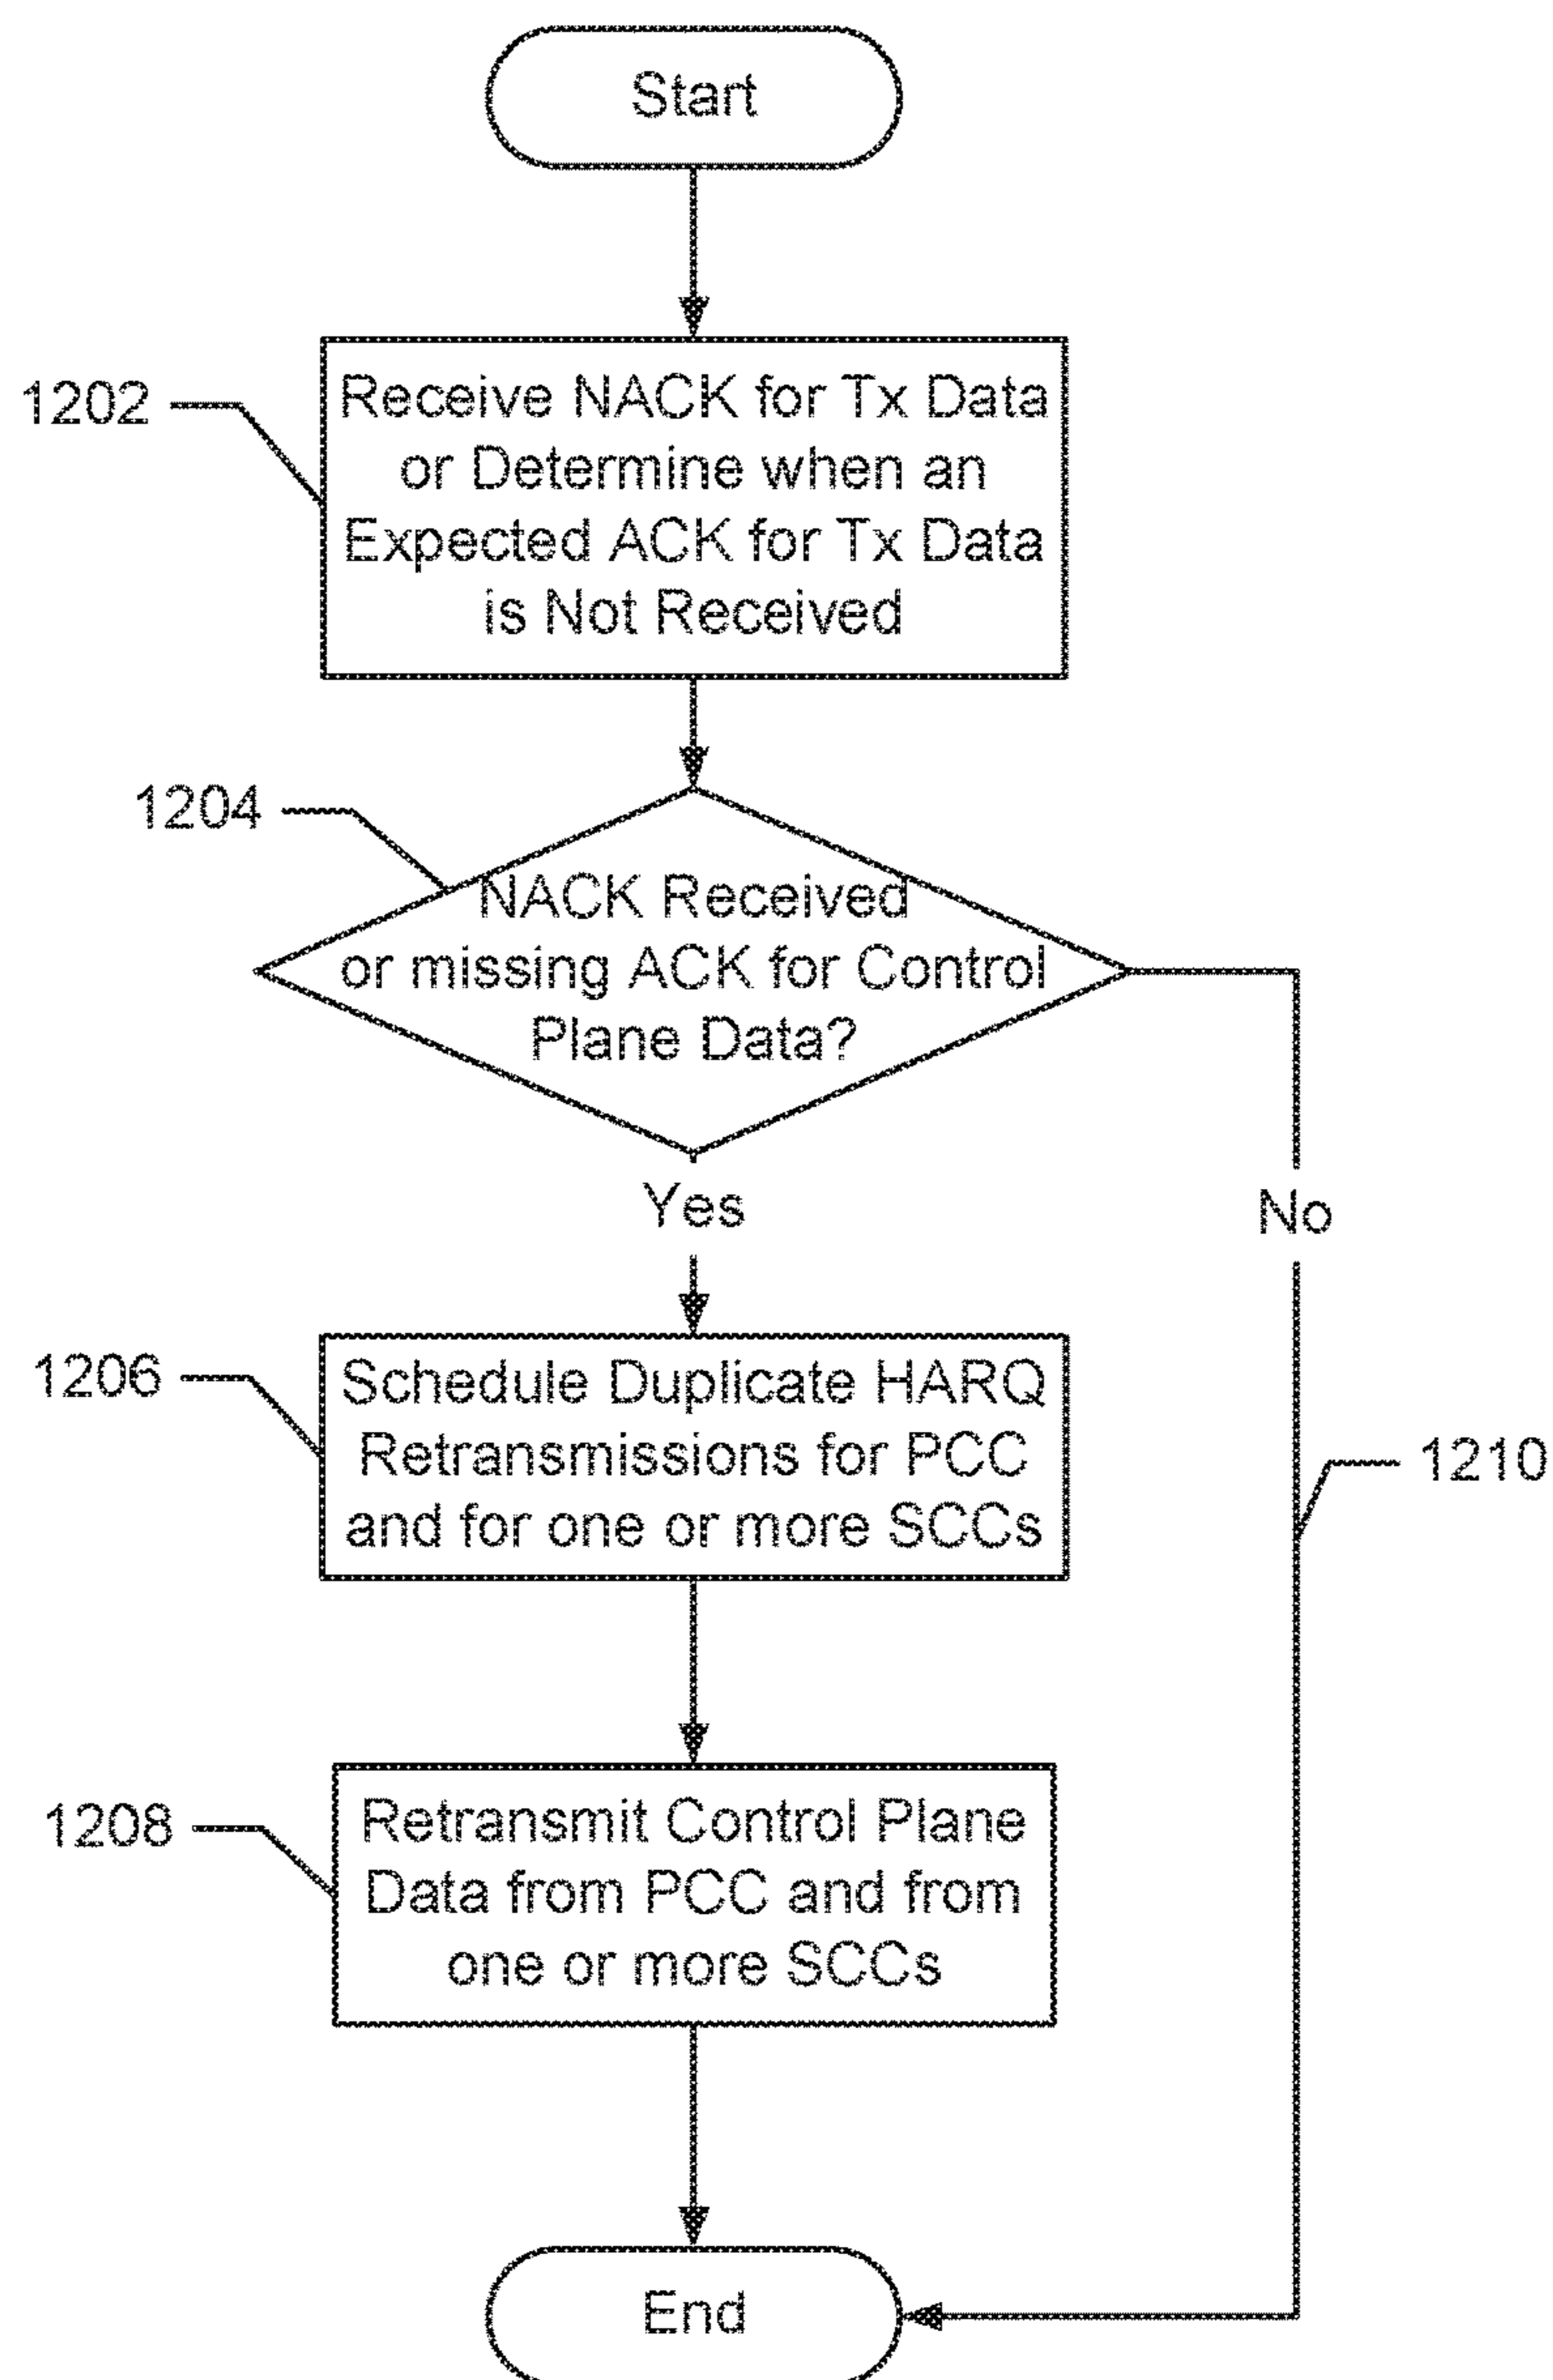 Start
1202
Receive NACK for Tx Data
or Determine when an
Expected ACK for Tx Data
is Not Received
1204
NACK Received
or missing ACK for Control
Plane Data?
Yes
No
1206
Schedule Duplicate HARQ
Retransmissions for PCC
and for one or more SCCs
1210
1208
Retransmit Control Plane
Data from PCC and from
one or more SCCs
End